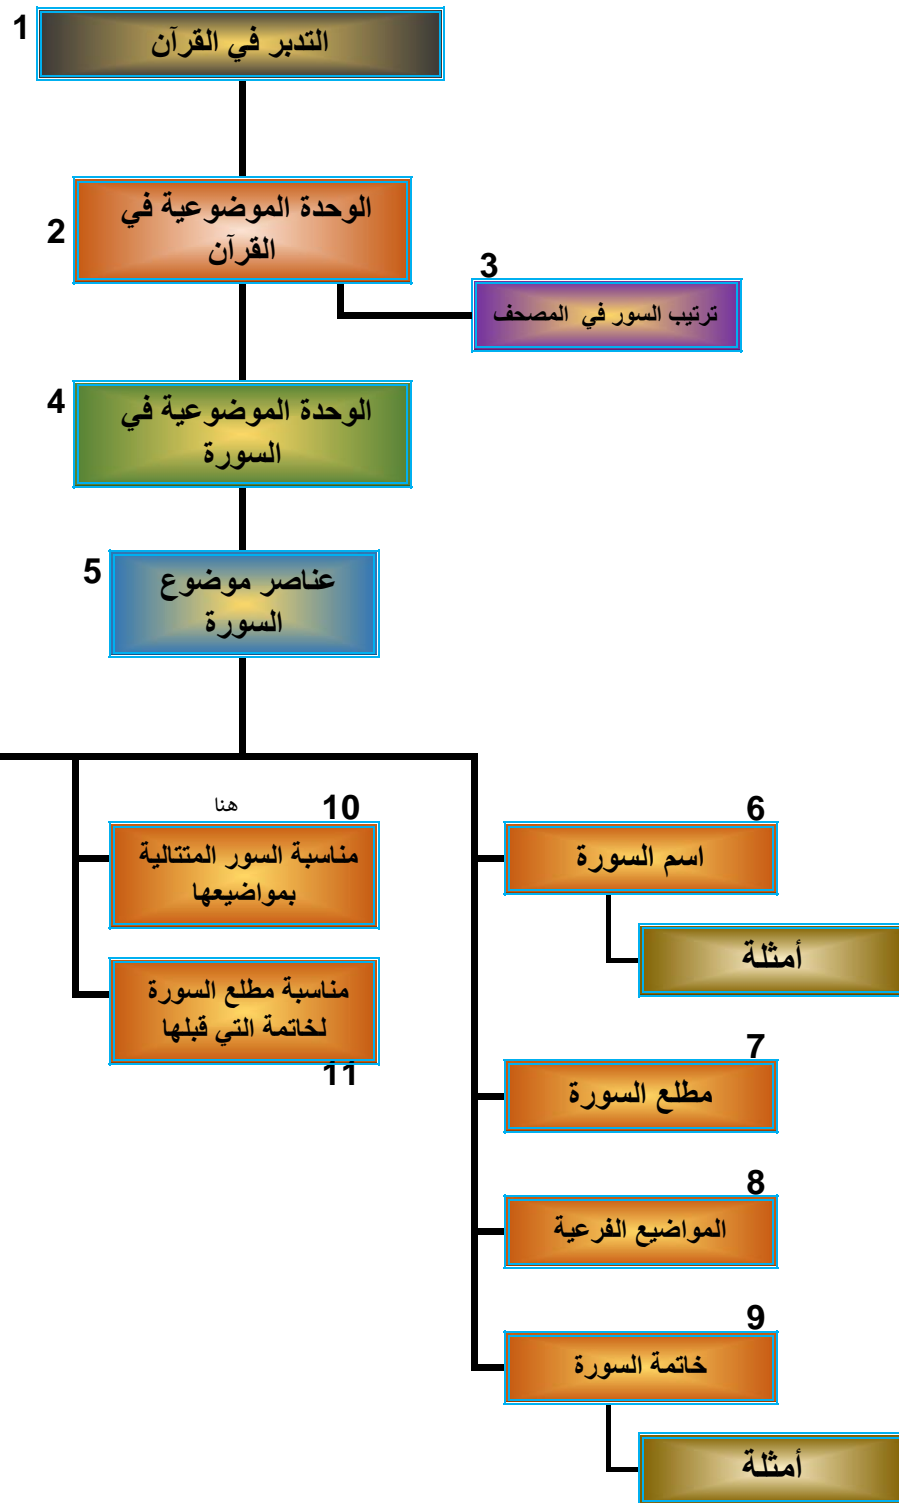 1
التدبر في القرآن
2
الوحدة الموضوعية في
القرآن
3
ترتيب السور في المصحف
4
الوحدة الموضوعية في
السورة
5
عناصر موضوع
السورة
6
اسم السورة
أمثلة
7
مطلع السورة
8
المواضيع الفرعية
9
خاتمة السورة
أمثلة
هنا
10
مناسبة السور المتتالية
بمواضيعها
مناسبة مطلع السورة
لخاتمة التي قبلها
11